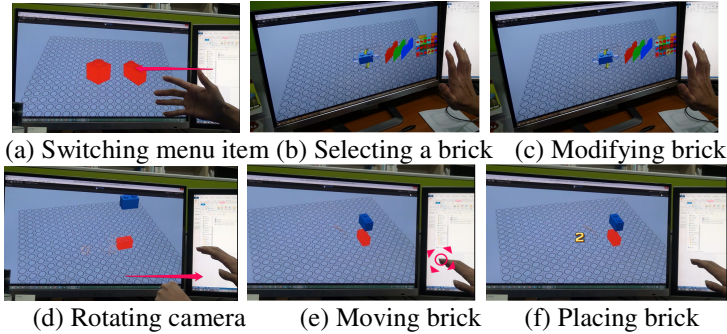 (a) Switching menu item (b) Selecting a brick (c) Modifying brick
2
(d) Rotating camera (e) Moving brick (f) Placing brick